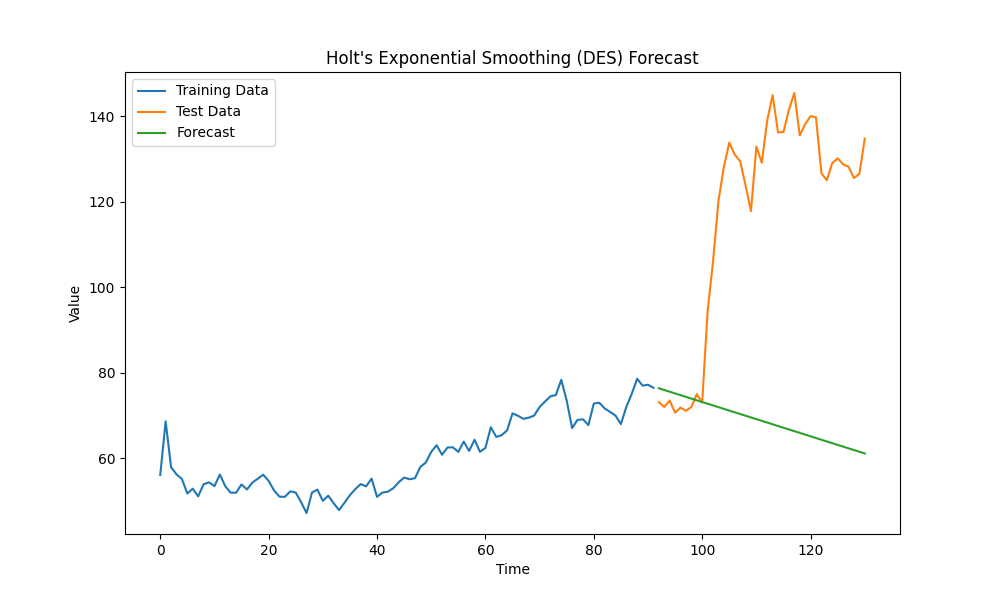 Holt's Exponential Smoothing (DES) Forecast
Training Data
Test Data
Forecast
140
120
100
80
60
Value
0 20 40 60 80 100 120
Time